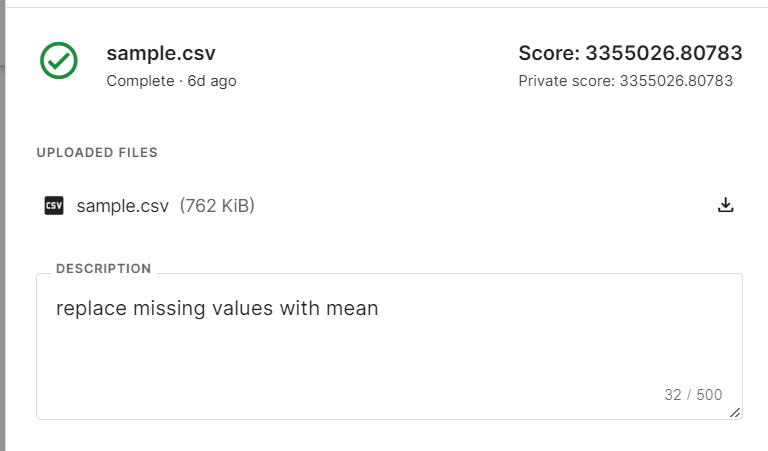 sample.csv
Score: 3355026.80783
Complete · 6d ago
Private score: 3355026.80783
UPLOADED FILES
CSV
sample.csv (762 KiB)
DESCRIPTION
replace missing values with mean
32 / 500